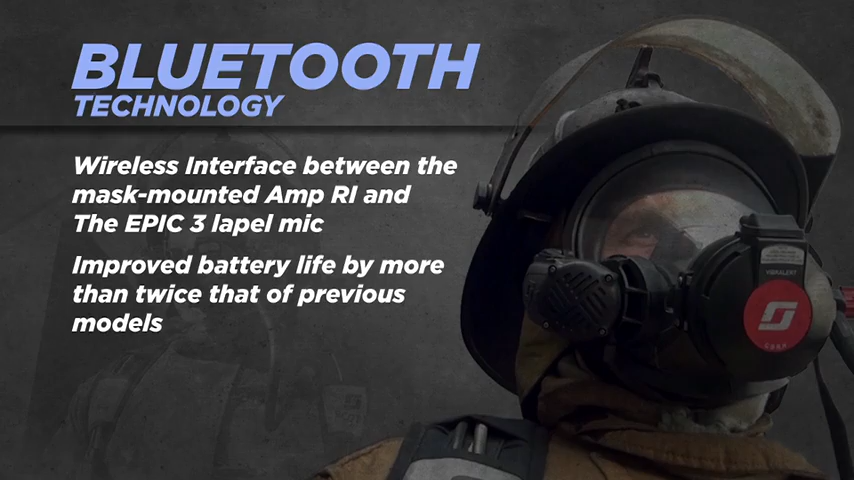 BLUETOOTH
TECHNOLOGY
Wireless Interface between the
mask-mounted Amp RI and
The EPIC 3 lapel mic
Improved battery life by more
than twice that of previous
models
VIBRALERT